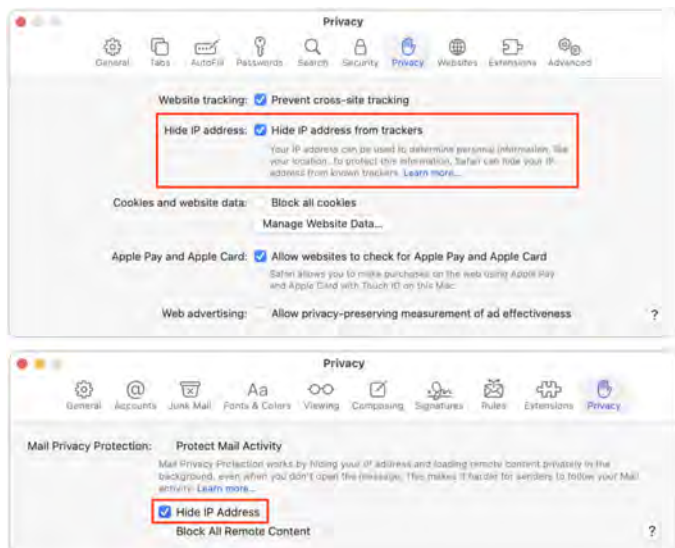 Privacy
General Tabs AutoFill Passwords Search Security Privacy Websites Extensions Advanced
Website tracking: Prevent cross-site tracking
Hide IP address: Hide IP address from trackers
Your IP address can be used to determine personal information, like
your location. To protect this information, Safari can hide your IP
address from known trackers. Learn more...
Cookies and website data: Block all cookies
Manage Website Data...
Apple Pay and Apple Card: Allow websites to check for Apple Pay and Apple Card
Safari allows you to make purchases on the web using Apple Pay
and Apple Card with Touch ID on this Mac.
Web advertising: Allow privacy-preserving measurement of ad effectiveness ?
Privacy
General Accounts Junk Mail Fonts & Colors Viewing Composing Signatures Rules Extensions Privacy
Mail Privacy Protection: Protect Mail Activity
Mail Privacy Protection works by hiding your IP address and loading remote content privately in the
background, even when you don't open the message. This makes it harder for senders to follow your Mail
activity. Learn more...
Hide IP Address
Block All Remote Content ?